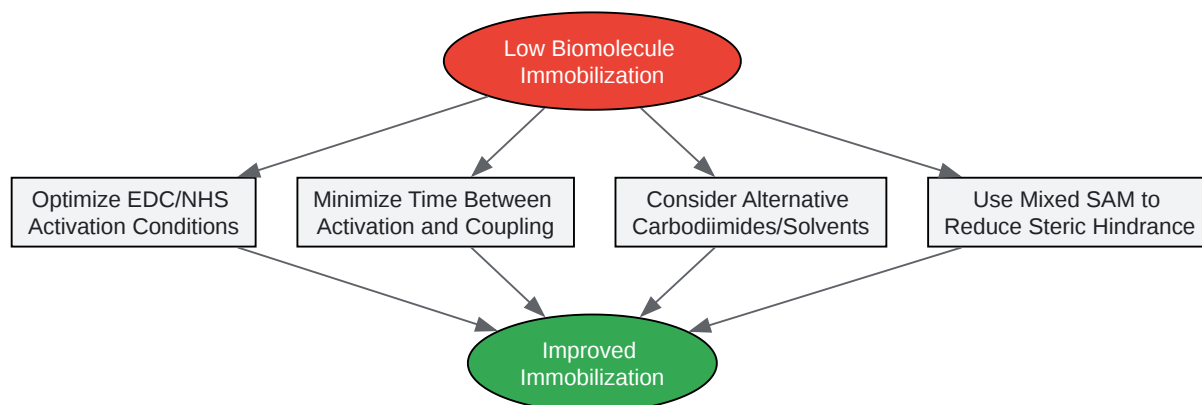 Low Biomolecule
Immobilization
Optimize EDC/NHS
Activation Conditions
Minimize Time Between
Activation and Coupling
Consider Alternative
Carbodiimides/Solvents
Use Mixed SAM to
Reduce Steric Hindrance
Improved
Immobilization